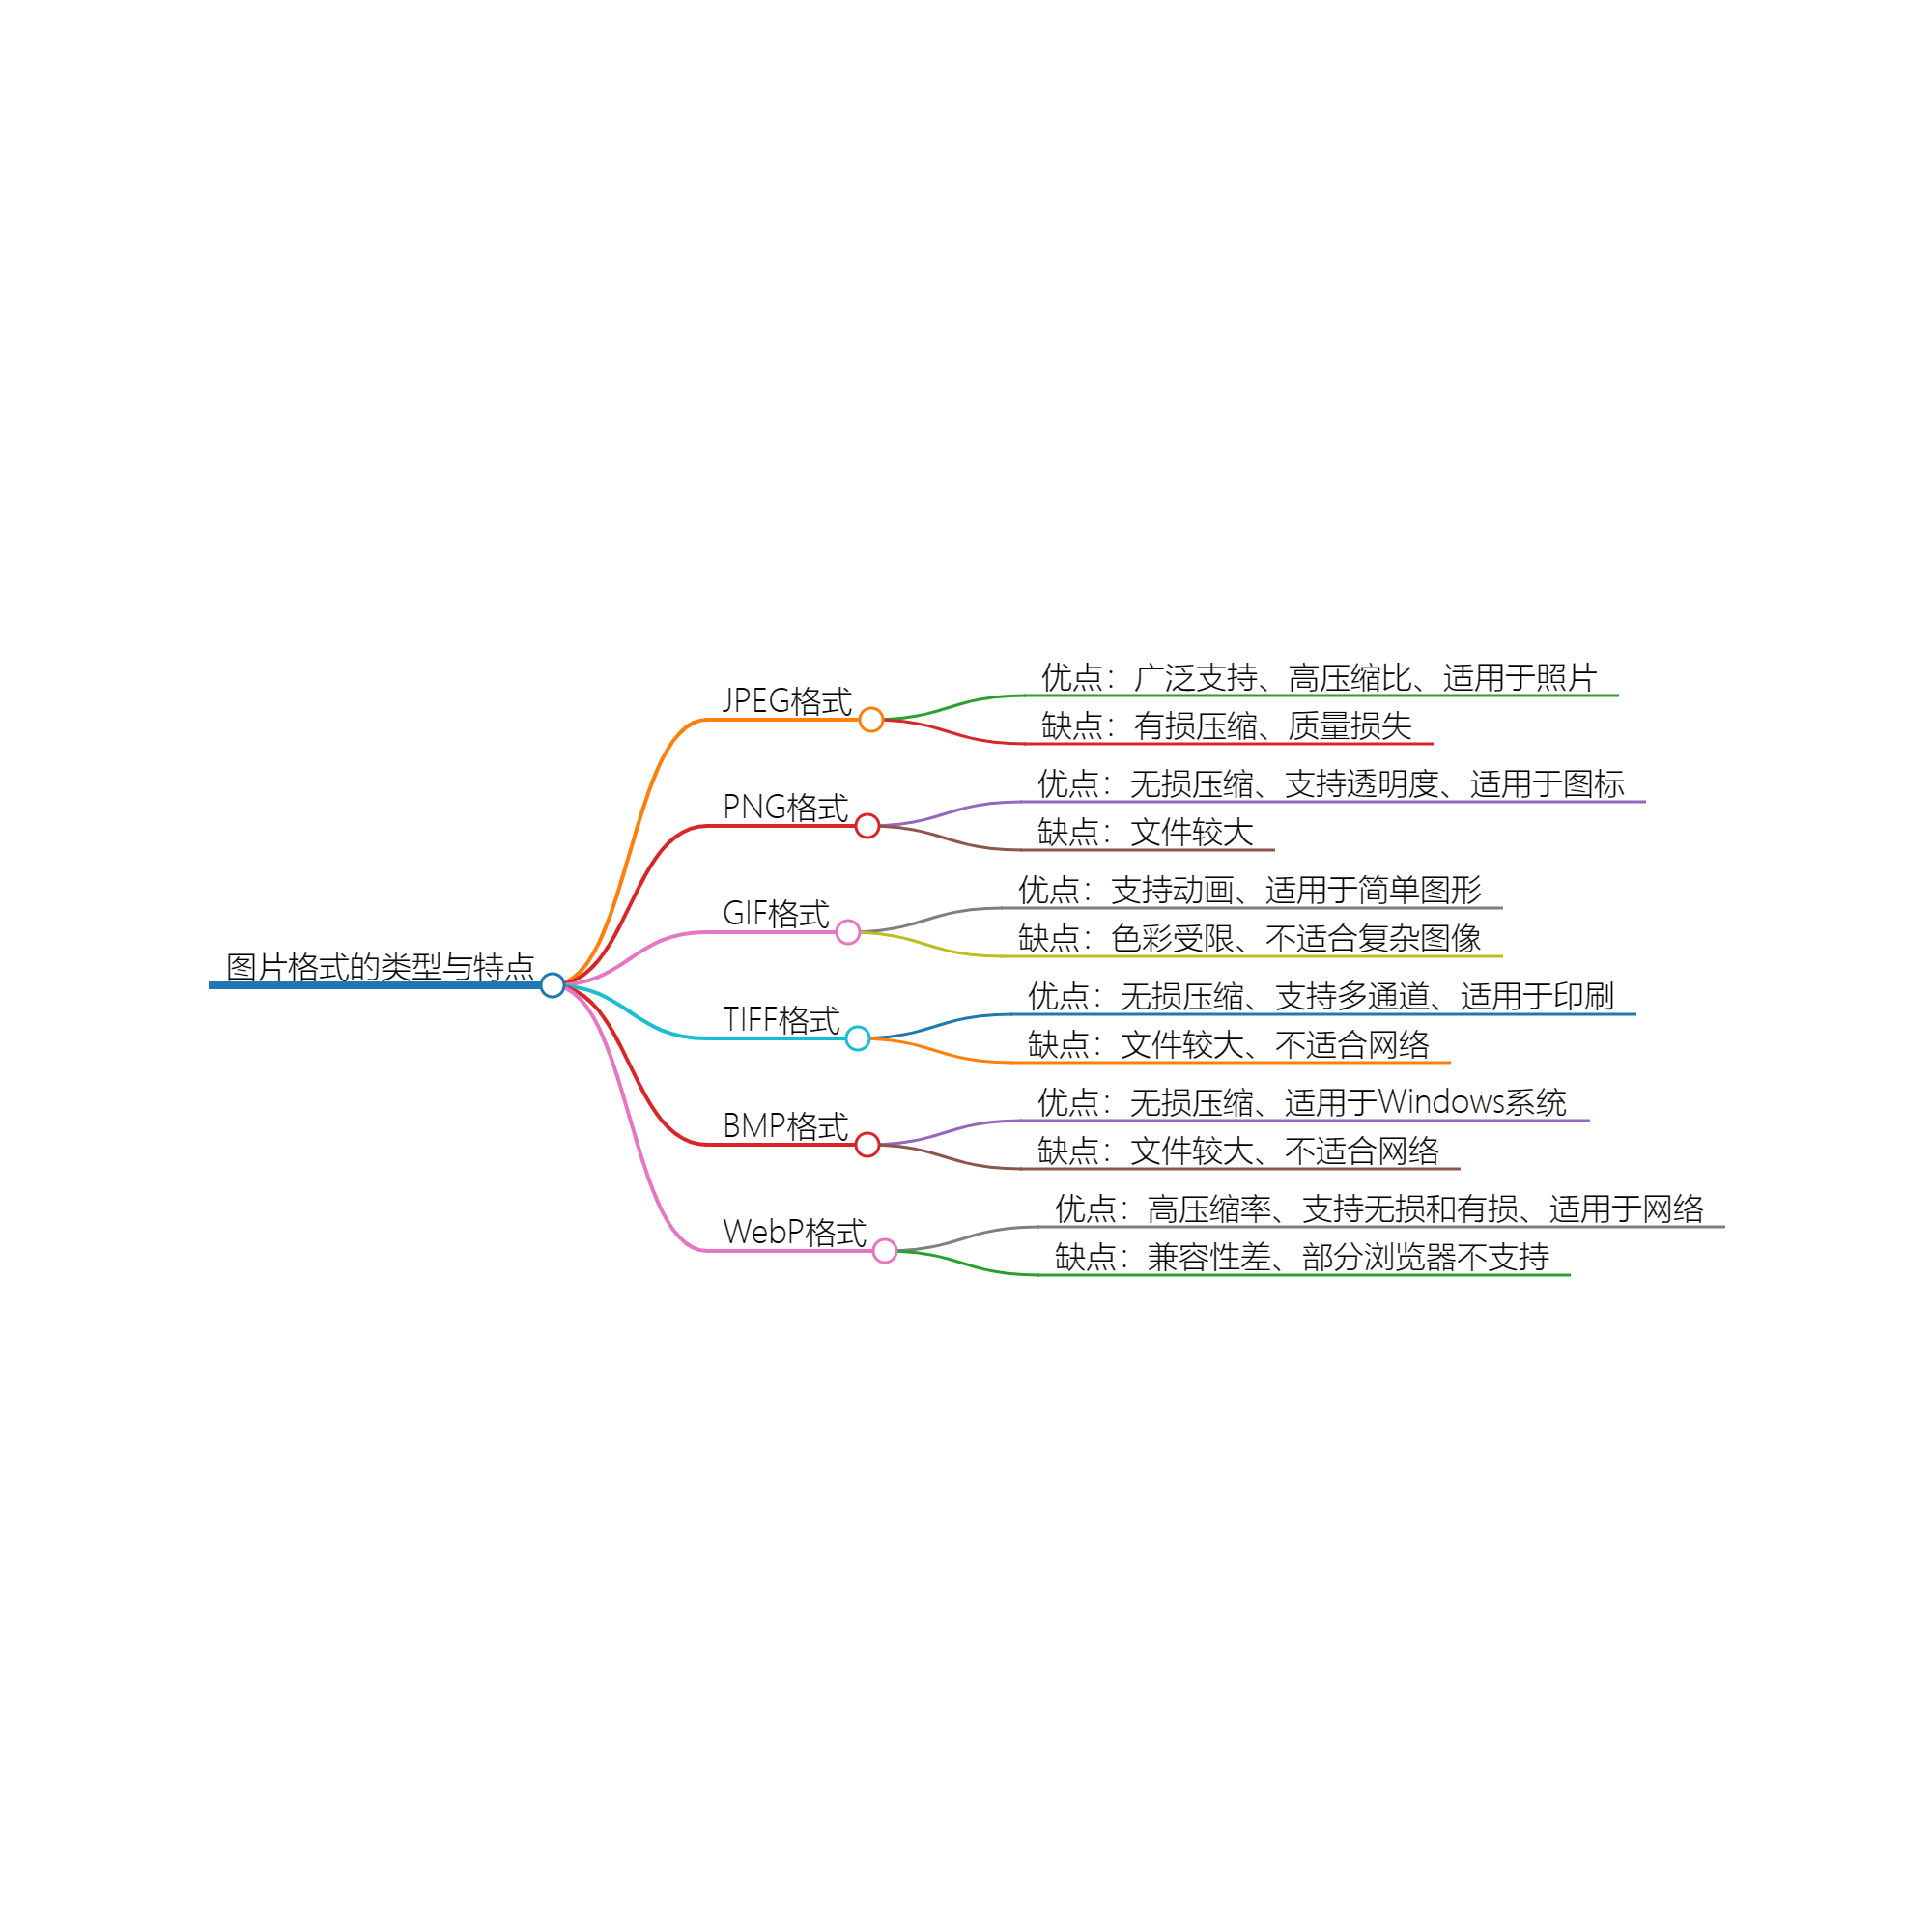 图片格式的类型与特点
JPEG格式
优点：广泛支持、高压缩比、适用于照片
缺点：有损压缩、质量损失
PNG格式
优点：无损压缩、支持透明度、适用于图标
缺点：文件较大
GIF格式
优点：支持动画、适用于简单图形
缺点：色彩受限、不适合复杂图像
TIFF格式
优点：无损压缩、支持多通道、适用于印刷
缺点：文件较大、不适合网络
BMP格式
优点：无损压缩、适用于Windows系统
缺点：文件较大、不适合网络
WebP格式
优点：高压缩率、支持无损和有损、适用于网络
缺点：兼容性差、部分浏览器不支持